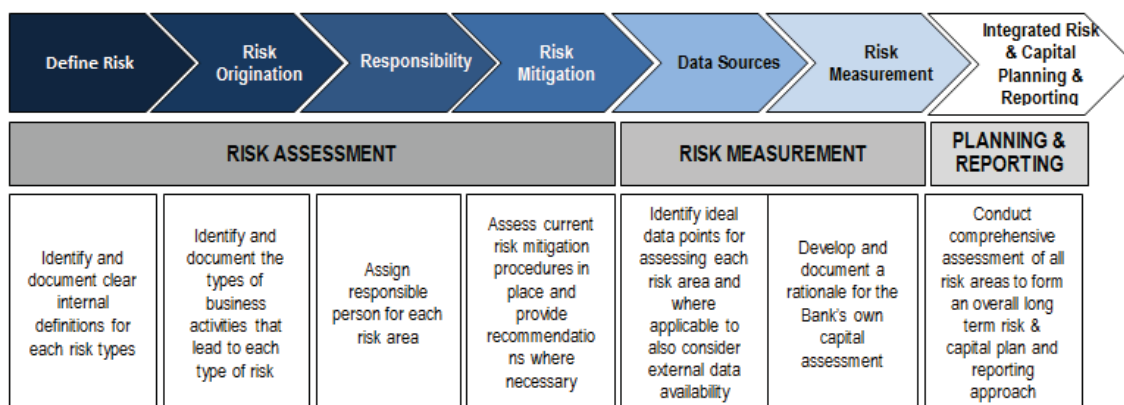 Define Risk
Risk
Origination
Responsibility
Risk
Mitigation
Data Sources
Risk
Measurement
Integrated Risk
& Capital
Planning &
Reporting
RISK ASSESSMENT
RISK MEASUREMENT
PLANNING &
REPORTING
Identify and
document clear
internal
definitions for
each risk types
Identify and
document the
types of
business
activities that
lead to each
type of risk
Assign
responsible
person for each
risk area
Assess current
risk mitigation
procedures in
place and
provide
recommendatio
ns where
necessary
Identify ideal
data points for
assessing each
risk area and
where
applicable to
also consider
external data
availability
Develop and
document a
rationale for the
Bank's own
capital
assessment
Conduct
comprehensive
assessment of all
risk areas to form
an overall long
term risk &
capital plan and
reporting
approach